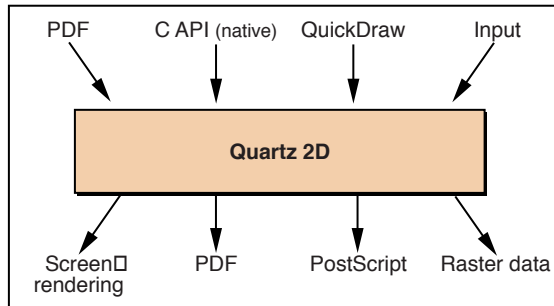 PDF C API (native) QuickDraw Input
Quartz 2D
Screen□ PDF PostScript Raster data
rendering